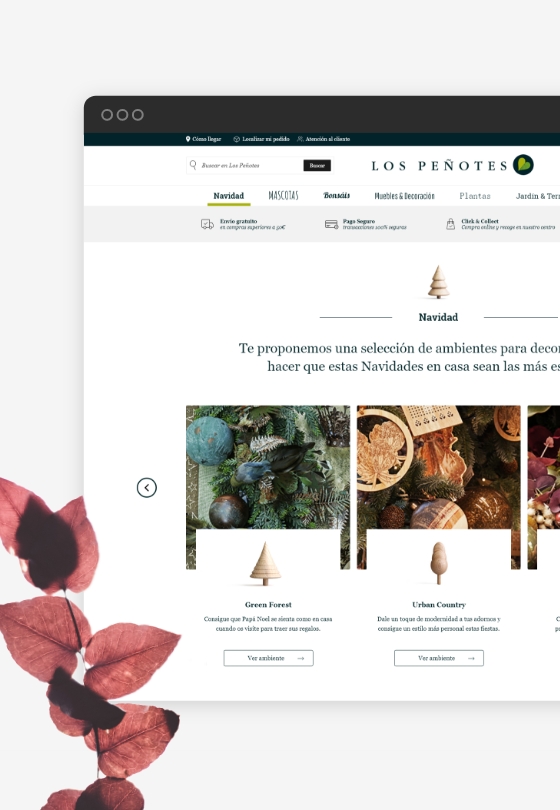 Cómo llegar Localizar mi pedido Atención al cliente
Buscar en Los Peñotes Buscar
LOS PEÑOTES
Navidad MASCOTAS Bonsáis Muebles & Decoración Plantas Jardín & Ter
Envío gratuito Pago Seguro Click & Collect
en compras superiores a transacciones 100% seguras Compra online y recoge en nuestro centro
Navidad
Te proponemos una selección de ambientes para deco
hacer que estas Navidades en casa sean las más es
Green Forest
Consigue que Papá Noel se sienta como en casa
cuando os visite para traer sus regalos.
Ver ambiente
Urban Country
Dale un toque de modernidad a tus adornos y
consigue un estilo más personal estas fiestas.
Ver ambiente